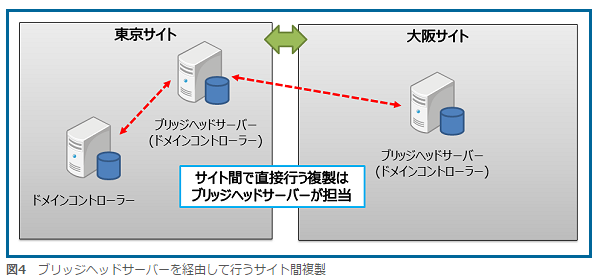 東京サイト
大阪サイト
ブリッジヘッドサーバー
(ドメインコントローラー)
ブリッジヘッドサーバー
(ドメインコントローラー)
ドメインコントローラー
サイト間で直接行う複製は
ブリッジヘッドサーバーが担当
図4 ブリッジヘッドサーバーを経由して行うサイト間複製